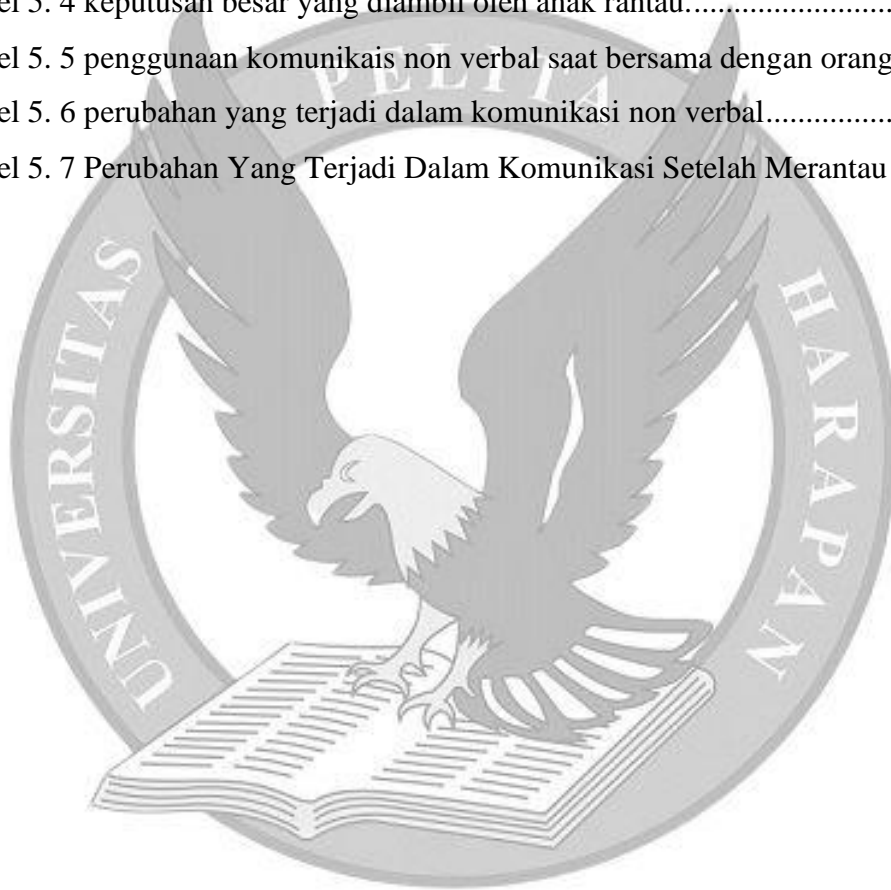 el 5. 4 keputusan besar yang diambil oleh anak rantau.......................
el 5. 5 penggunaan komunikais non verbal saat bersama dengan orang
el 5. 6 perubahan yang terjadi dalam komunikasi non verbal................
el 5. 7 Perubahan Yang Terjadi Dalam Komunikasi Setelah Merantau
UNIVERSITAS PELITA HARAPAN